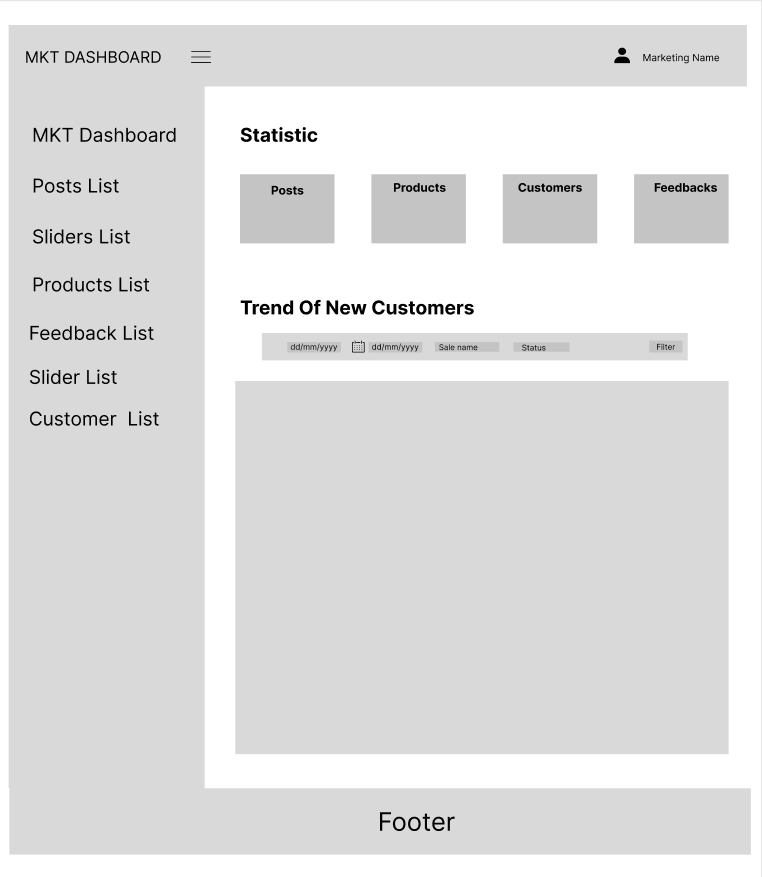 MKT DASHBOARD
Marketing Name
MKT Dashboard
Posts List
Sliders List
Products List
Feedback List
Slider List
Customer  List
Statistic
Posts
Products
Customers
Feedbacks
Trend Of New Customers
dd/mm/yyyy dd/mm/yyyy Sale name Status Filter
Footer